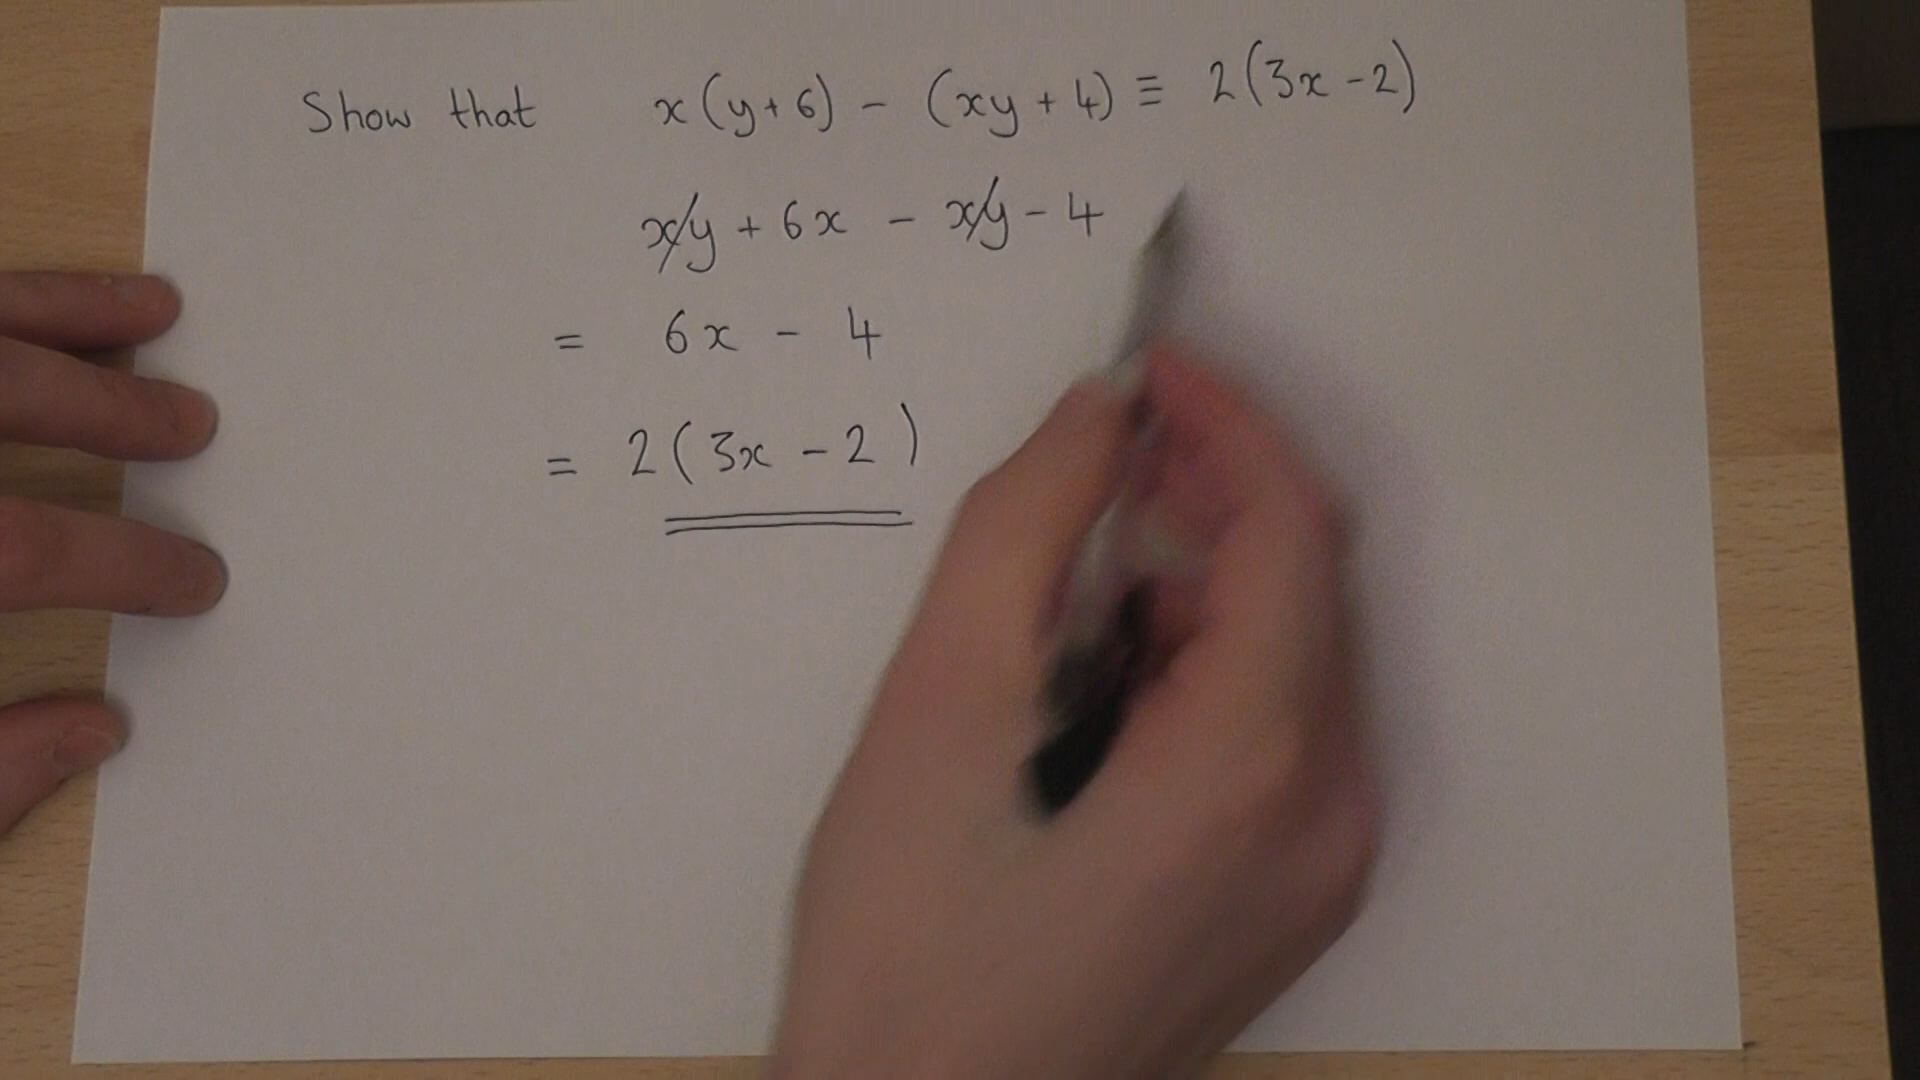 Show that x(y+6) - (xy + 4) ≡ 2(3x - 2)
xy + 6x - xy - 4
= 6x - 4
= 2(3x - 2)